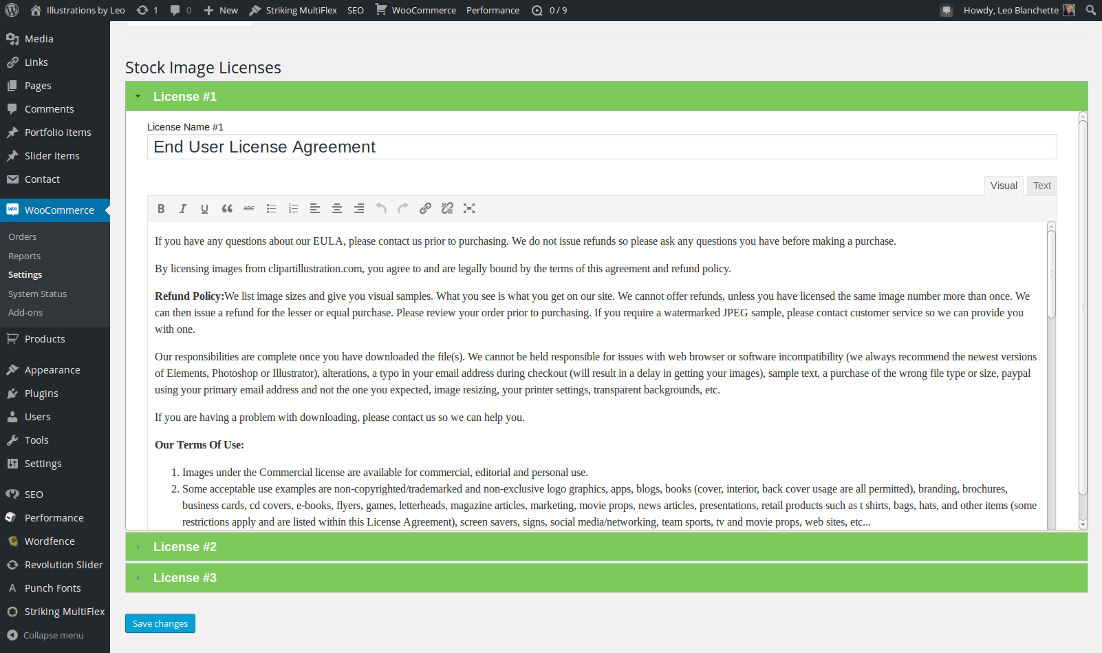 Illustrations by Leo 1 0 New Striking MultiFlex SEO WooCommerce Performance 0 / 9 Howdy, Leo Blanchette
Media
Links
Pages
Comments
Portfolio Items
Slider Items
Contact
WooCommerce
Orders
Reports
Settings
System Status
Add-ons
Products
Appearance
Plugins
Users
Tools
Settings
SEO
Performance
Wordfence
Revolution Slider
Punch Fonts
Striking MultiFlex
Collapse menu
Stock Image Licenses
License #1
License Name #1
End User License Agreement
Visual Text
B I U ABC
If you have any questions about our EULA, please contact us prior to purchasing. We do not issue refunds so please ask any questions you have before making a purchase.
By licensing images from clipartillustration.com, you agree to and are legally bound by the terms of this agreement and refund policy.
Refund Policy:We list image sizes and give you visual samples. What you see is what you get on our site. We cannot offer refunds, unless you have licensed the same image number more than once. We
can then issue a refund for the lesser or equal purchase. Please review your order prior to purchasing. If you require a watermarked JPEG sample, please contact customer service so we can provide you
with one.
Our responsibilities are complete once you have downloaded the file(s). We cannot be held responsible for issues with web browser or software incompatibility (we always recommend the newest versions
of Elements, Photoshop or Illustrator), alterations, a typo in your email address during checkout (will result in a delay in getting your images), sample text, a purchase of the wrong file type or size, paypal
using your primary email address and not the one you expected, image resizing, your printer settings, transparent backgrounds, etc.
If you are having a problem with downloading, please contact us so we can help you.
Our Terms Of Use:
1. Images under the Commercial license are available for commercial, editorial and personal use.
2. Some acceptable use examples are non-copyrighted/trademarked and non-exclusive logo graphics, apps, blogs, books (cover, interior, back cover usage are all permitted), branding, brochures,
business cards, cd covers, e-books, flyers, games, letterheads, magazine articles, marketing, movie props, news articles, presentations, retail products such as t shirts, bags, hats, and other items (some
restrictions apply and are listed within this License Agreement), screen savers, signs, social media/networking, team sports, tv and movie props, web sites, etc...
License #2
License #3
Save changes